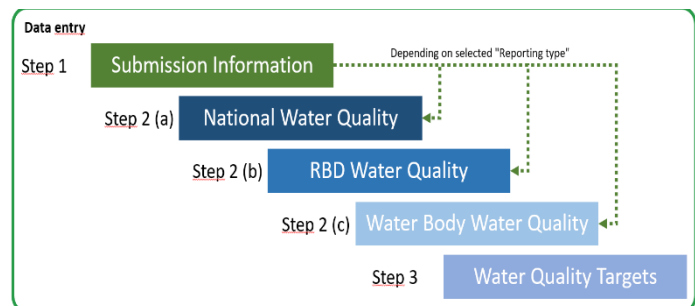 Data entry
Depending on selected "Reporting type"
Step 1
Submission Information
Step 2 (a)
National Water Quality
Step 2 (b)
RBD Water Quality
Step 2 (c)
Water Body Water Quality
Step 3
Water Quality Targets